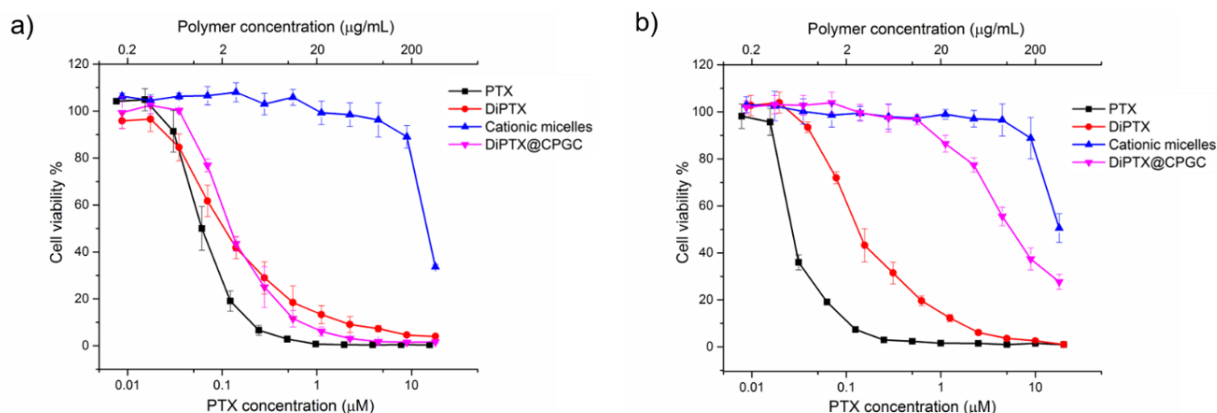 a)
Polymer concentration (μg/mL)
0.2 2 20 200
120
100
80
60
40
20
0
Cell viability %
PTX
DiPTX
Cationic micelles
DiPTX@CPGC
0.01 0.1 1 10
PTX concentration (μM)
b)
Polymer concentration (μg/mL)
0.2 2 20 200
120
100
80
60
40
20
0
Cell viability %
PTX
DiPTX
Cationic micelles
DiPTX@CPGC
0.01 0.1 1 10
PTX concentration (μM)